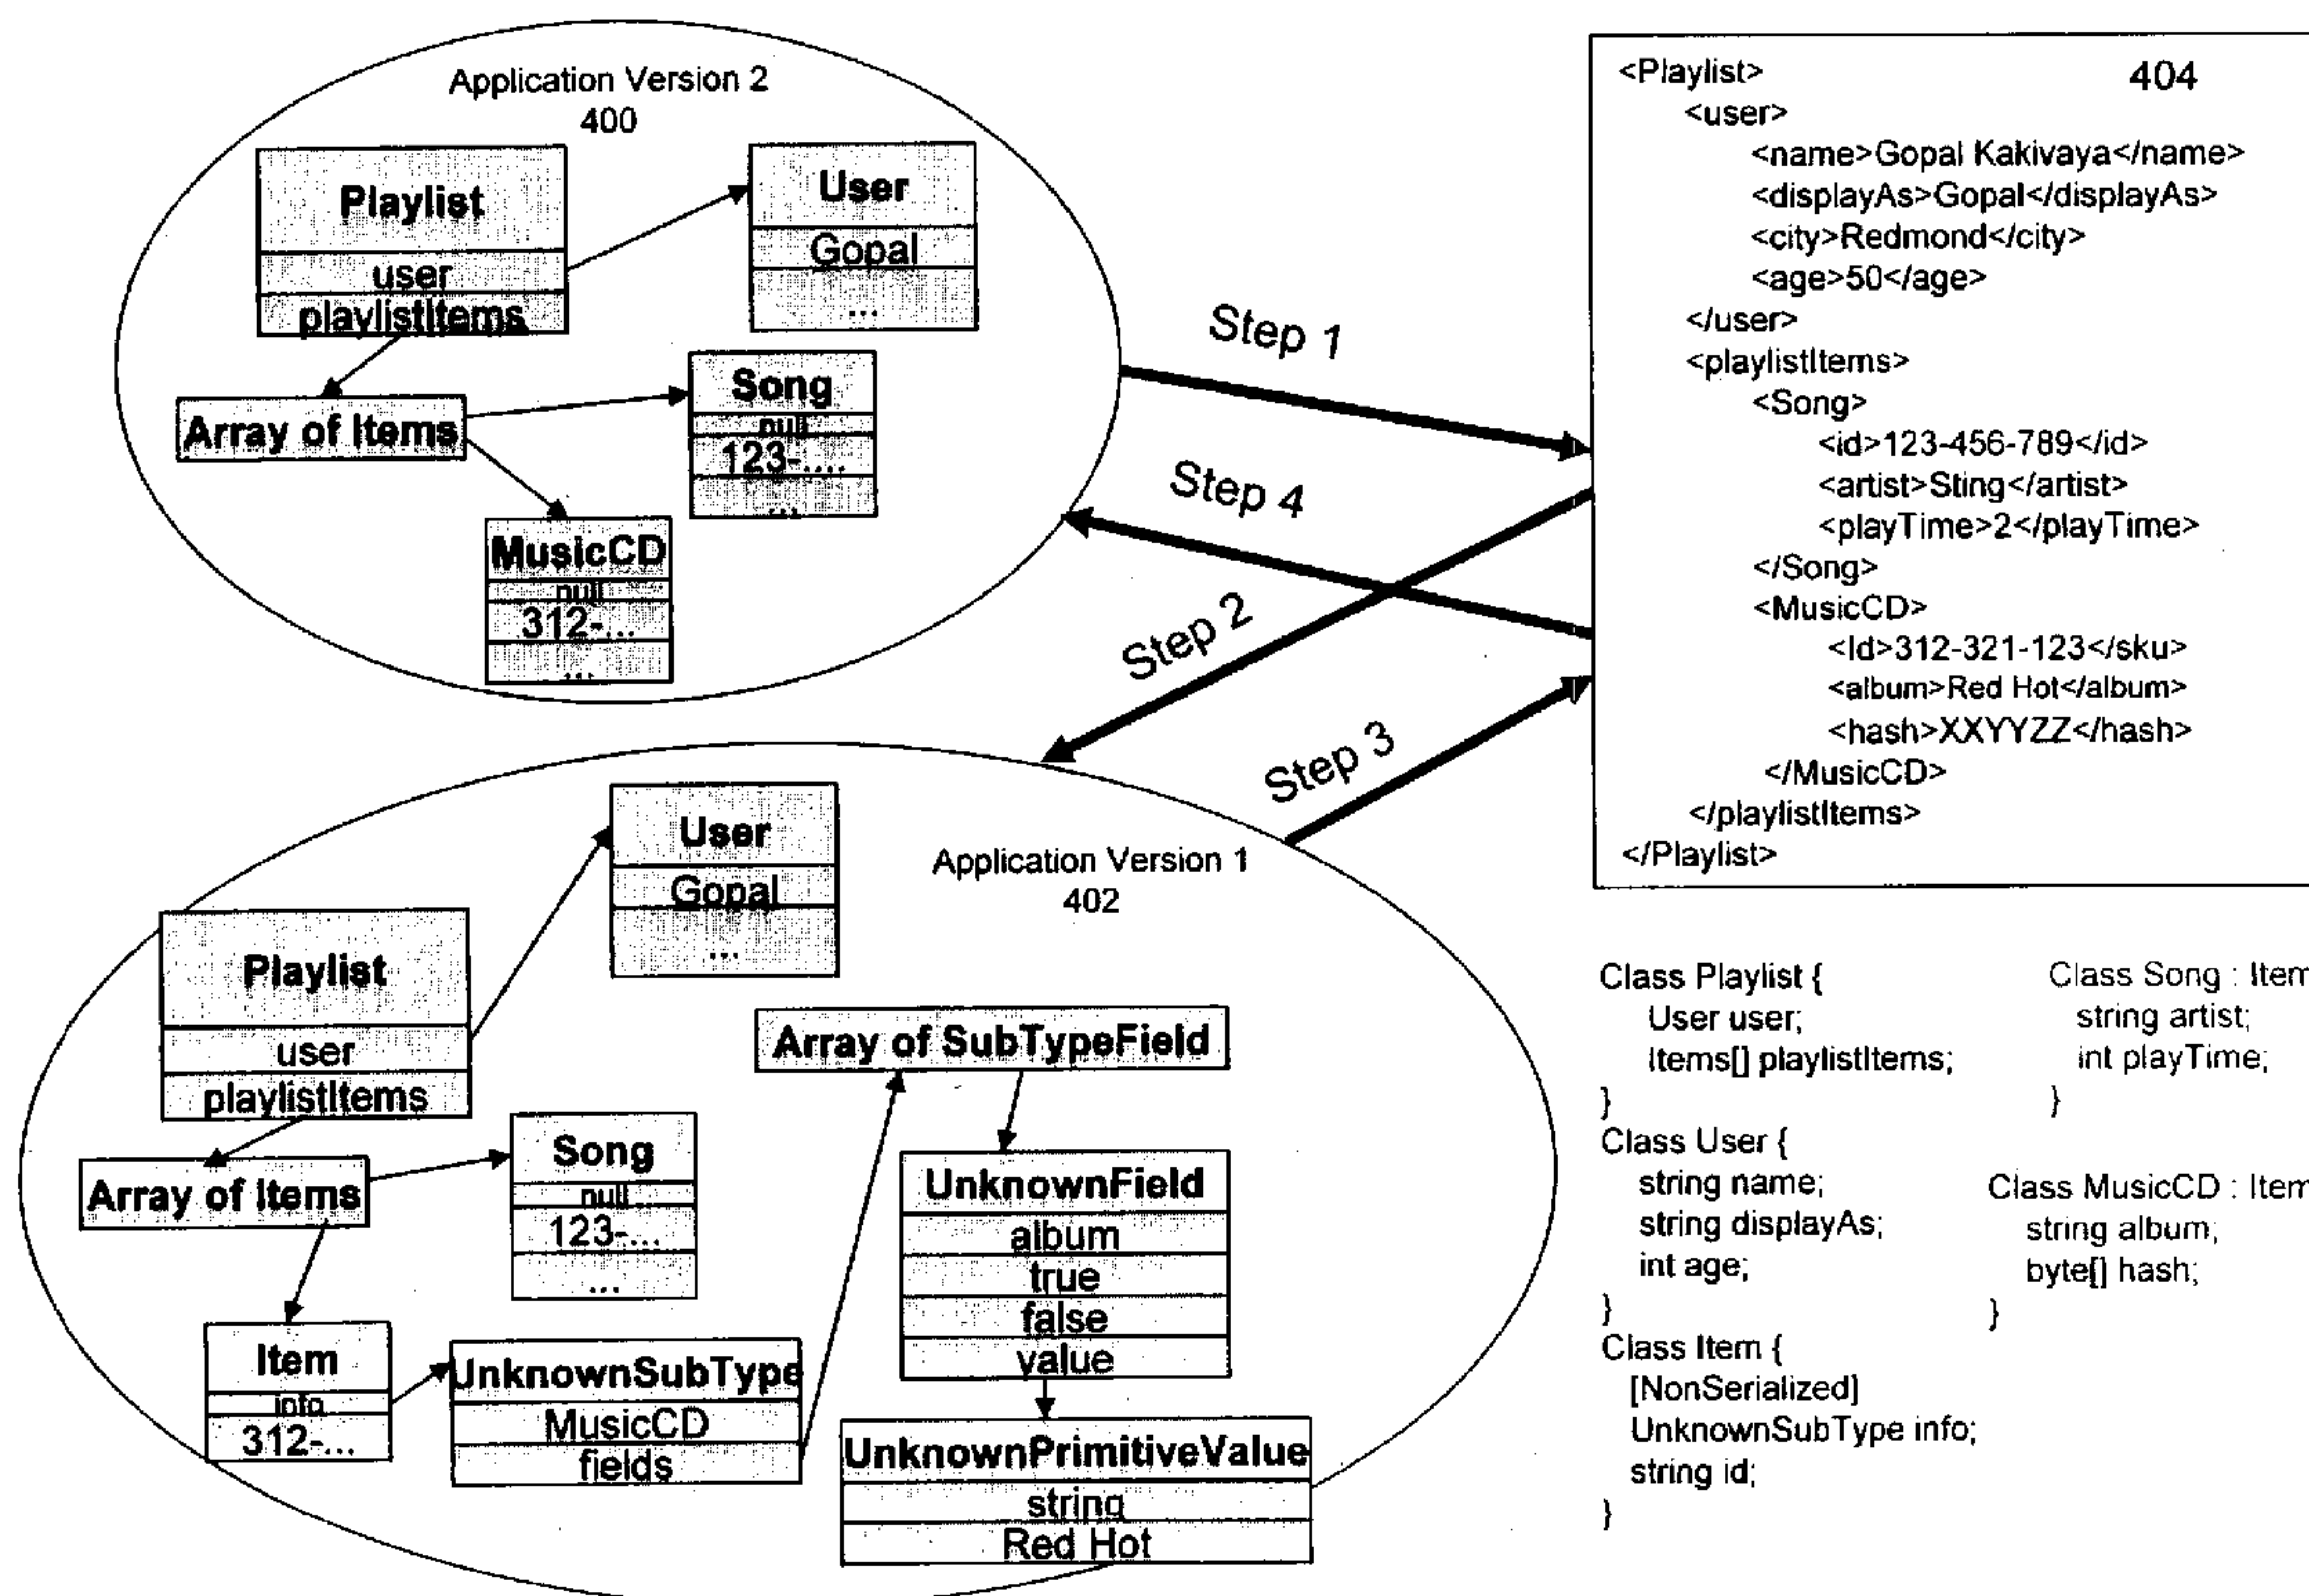 Application Version 2
400
Playlist
user
playlistItems
User
Gopal
...
Array of Items
Song
null
123-....
...
MusicCD
null
312-...
...
Step 1
Step 4
Step 2
Step 3
404
<Playlist>
<user>
<name>Gopal Kakivaya</name>
<displayAs>Gopal</displayAs>
<city>Redmond</city>
<age>50</age>
</user>
<playlistItems>
<Song>
<id>123-456-789</id>
<artist>Sting</artist>
<playTime>2</playTime>
</Song>
<MusicCD>
<Id>312-321-123</sku>
<album>Red Hot</album>
<hash>XXYYZZ</hash>
</MusicCD>
</playlistItems>
</Playlist>
Application Version 1
402
User
Gopal
...
Playlist
user
playlistItems
Array of Items
Song
null
123-...
...
Item
info
312-...
UnknownSubType
MusicCD
fields
Array of SubTypeField
UnknownField
album
true
false
value
UnknownPrimitiveValue
string
Red Hot
Class Playlist {
User user;
Items[] playlistItems;
}
Class User {
string name;
string displayAs;
int age;
}
Class Item {
[NonSerialized]
UnknownSubType info;
string id;
}
Class Song : Item
string artist;
int playTime;
}
Class MusicCD : Item
string album;
byte[] hash;
}